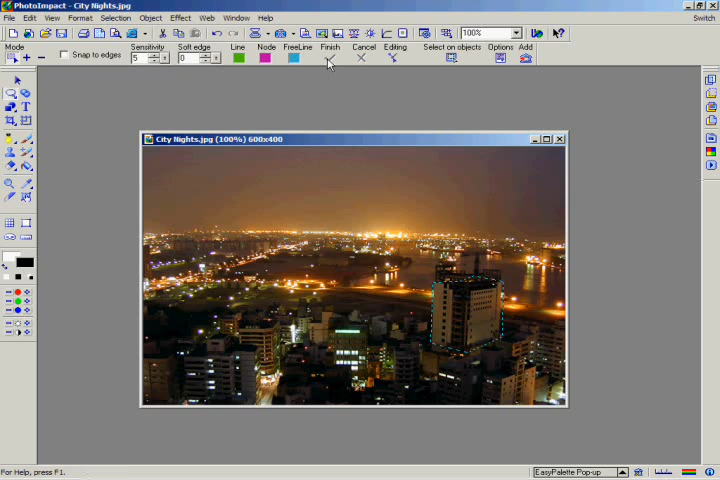 PhotoImpact - City Nights.jpg
File Edit View Format Selection Object Effect Web Window Help Switch
100%
Mode Snap to edges Sensitivity Soft edge Line Node FreeLine Finish Cancel Editing Select on objects Options Add
5 0
City Nights.jpg (100%) 600x400
For Help, press F1.
EasyPalette Pop-up